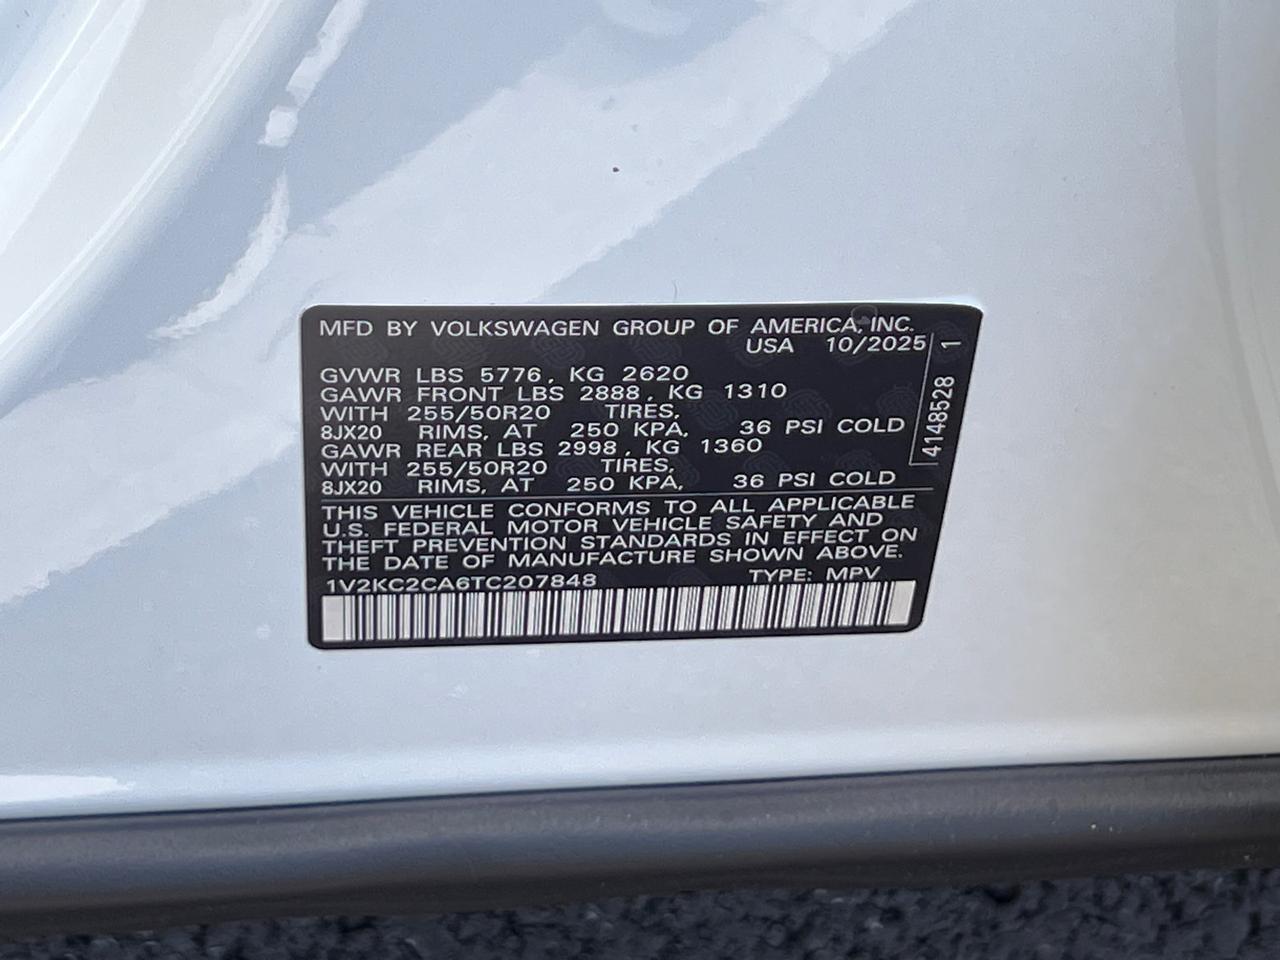 MFD BY VOLKSWAGEN GROUP OF AMERICA, INC.
USA 10/2025
GVWR LBS 5776, KG 2620
GAWR FRONT LBS 2888, KG 1310
WITH 255/50R20 TIRES,
8JX20 RIMS, AT 250 KPA, 36 PSI COLD
GAWR REAR LBS 2998, KG 1360
WITH 255/50R20 TIRES,
8JX20 RIMS, AT 250 KPA, 36 PSI COLD
4148528 1
THIS VEHICLE CONFORMS TO ALL APPLICABLE
U.S. FEDERAL MOTOR VEHICLE SAFETY AND
THEFT PREVENTION STANDARDS IN EFFECT ON
THE DATE OF MANUFACTURE SHOWN ABOVE.
1V2KC2CA6TC207848 TYPE: MPV